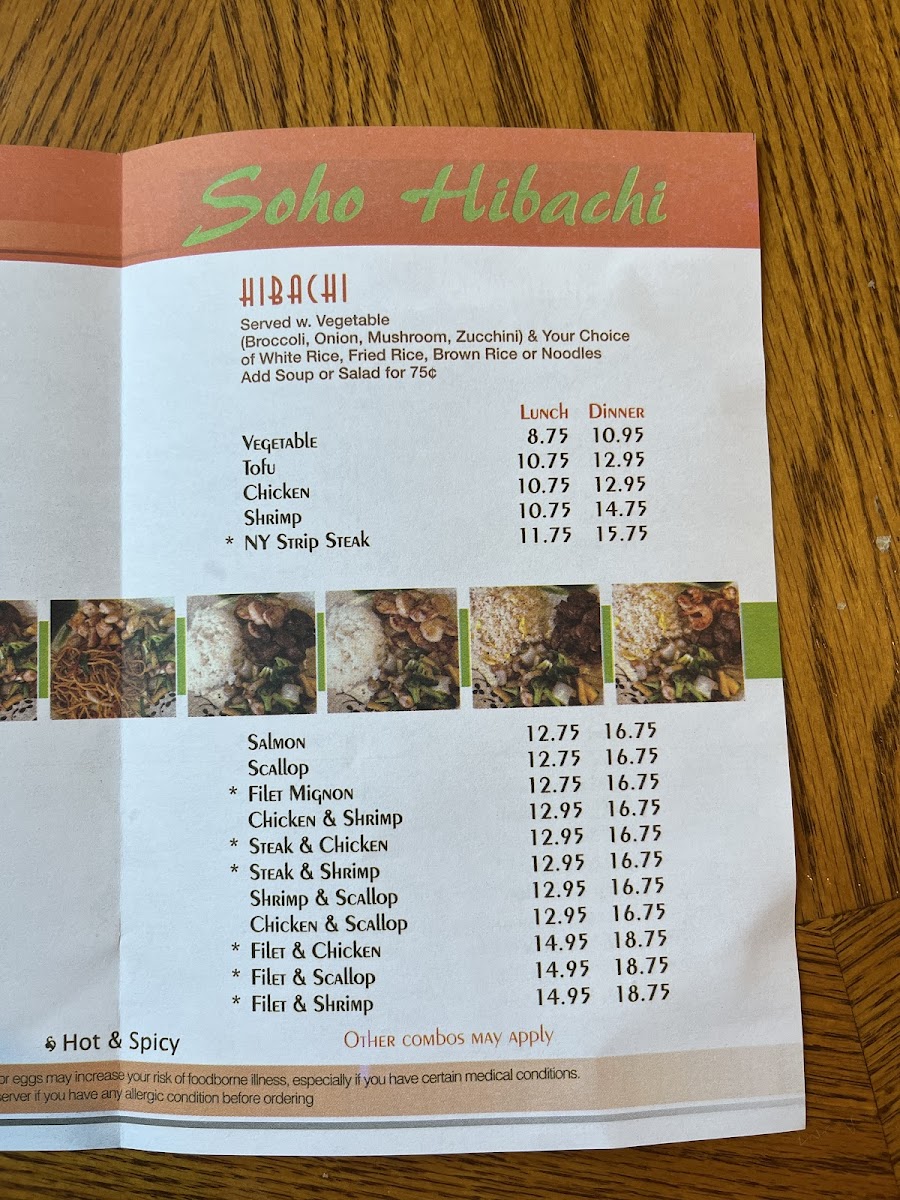 Soho Hibachi
HIBACHI
Served w. Vegetable
(Broccoli, Onion, Mushroom, Zucchini) & Your Choice
of White Rice, Fried Rice, Brown Rice or Noodles
Add Soup or Salad for 75¢
Lunch Dinner
Vegetable 8.75 10.95
Tofu 10.75 12.95
Chicken 10.75 12.95
Shrimp 10.75 14.75
* NY Strip Steak 11.75 15.75
Salmon 12.75 16.75
Scallop 12.75 16.75
* Filet Mignon 12.75 16.75
Chicken & Shrimp 12.95 16.75
* Steak & Chicken 12.95 16.75
* Steak & Shrimp 12.95 16.75
Shrimp & Scallop 12.95 16.75
Chicken & Scallop 12.95 16.75
* Filet & Chicken 14.95 18.75
* Filet & Scallop 14.95 18.75
* Filet & Shrimp 14.95 18.75
Hot & Spicy
Other combos may apply
or eggs may increase your risk of foodborne illness, especially if you have certain medical conditions.
if you have any allergic condition before ordering